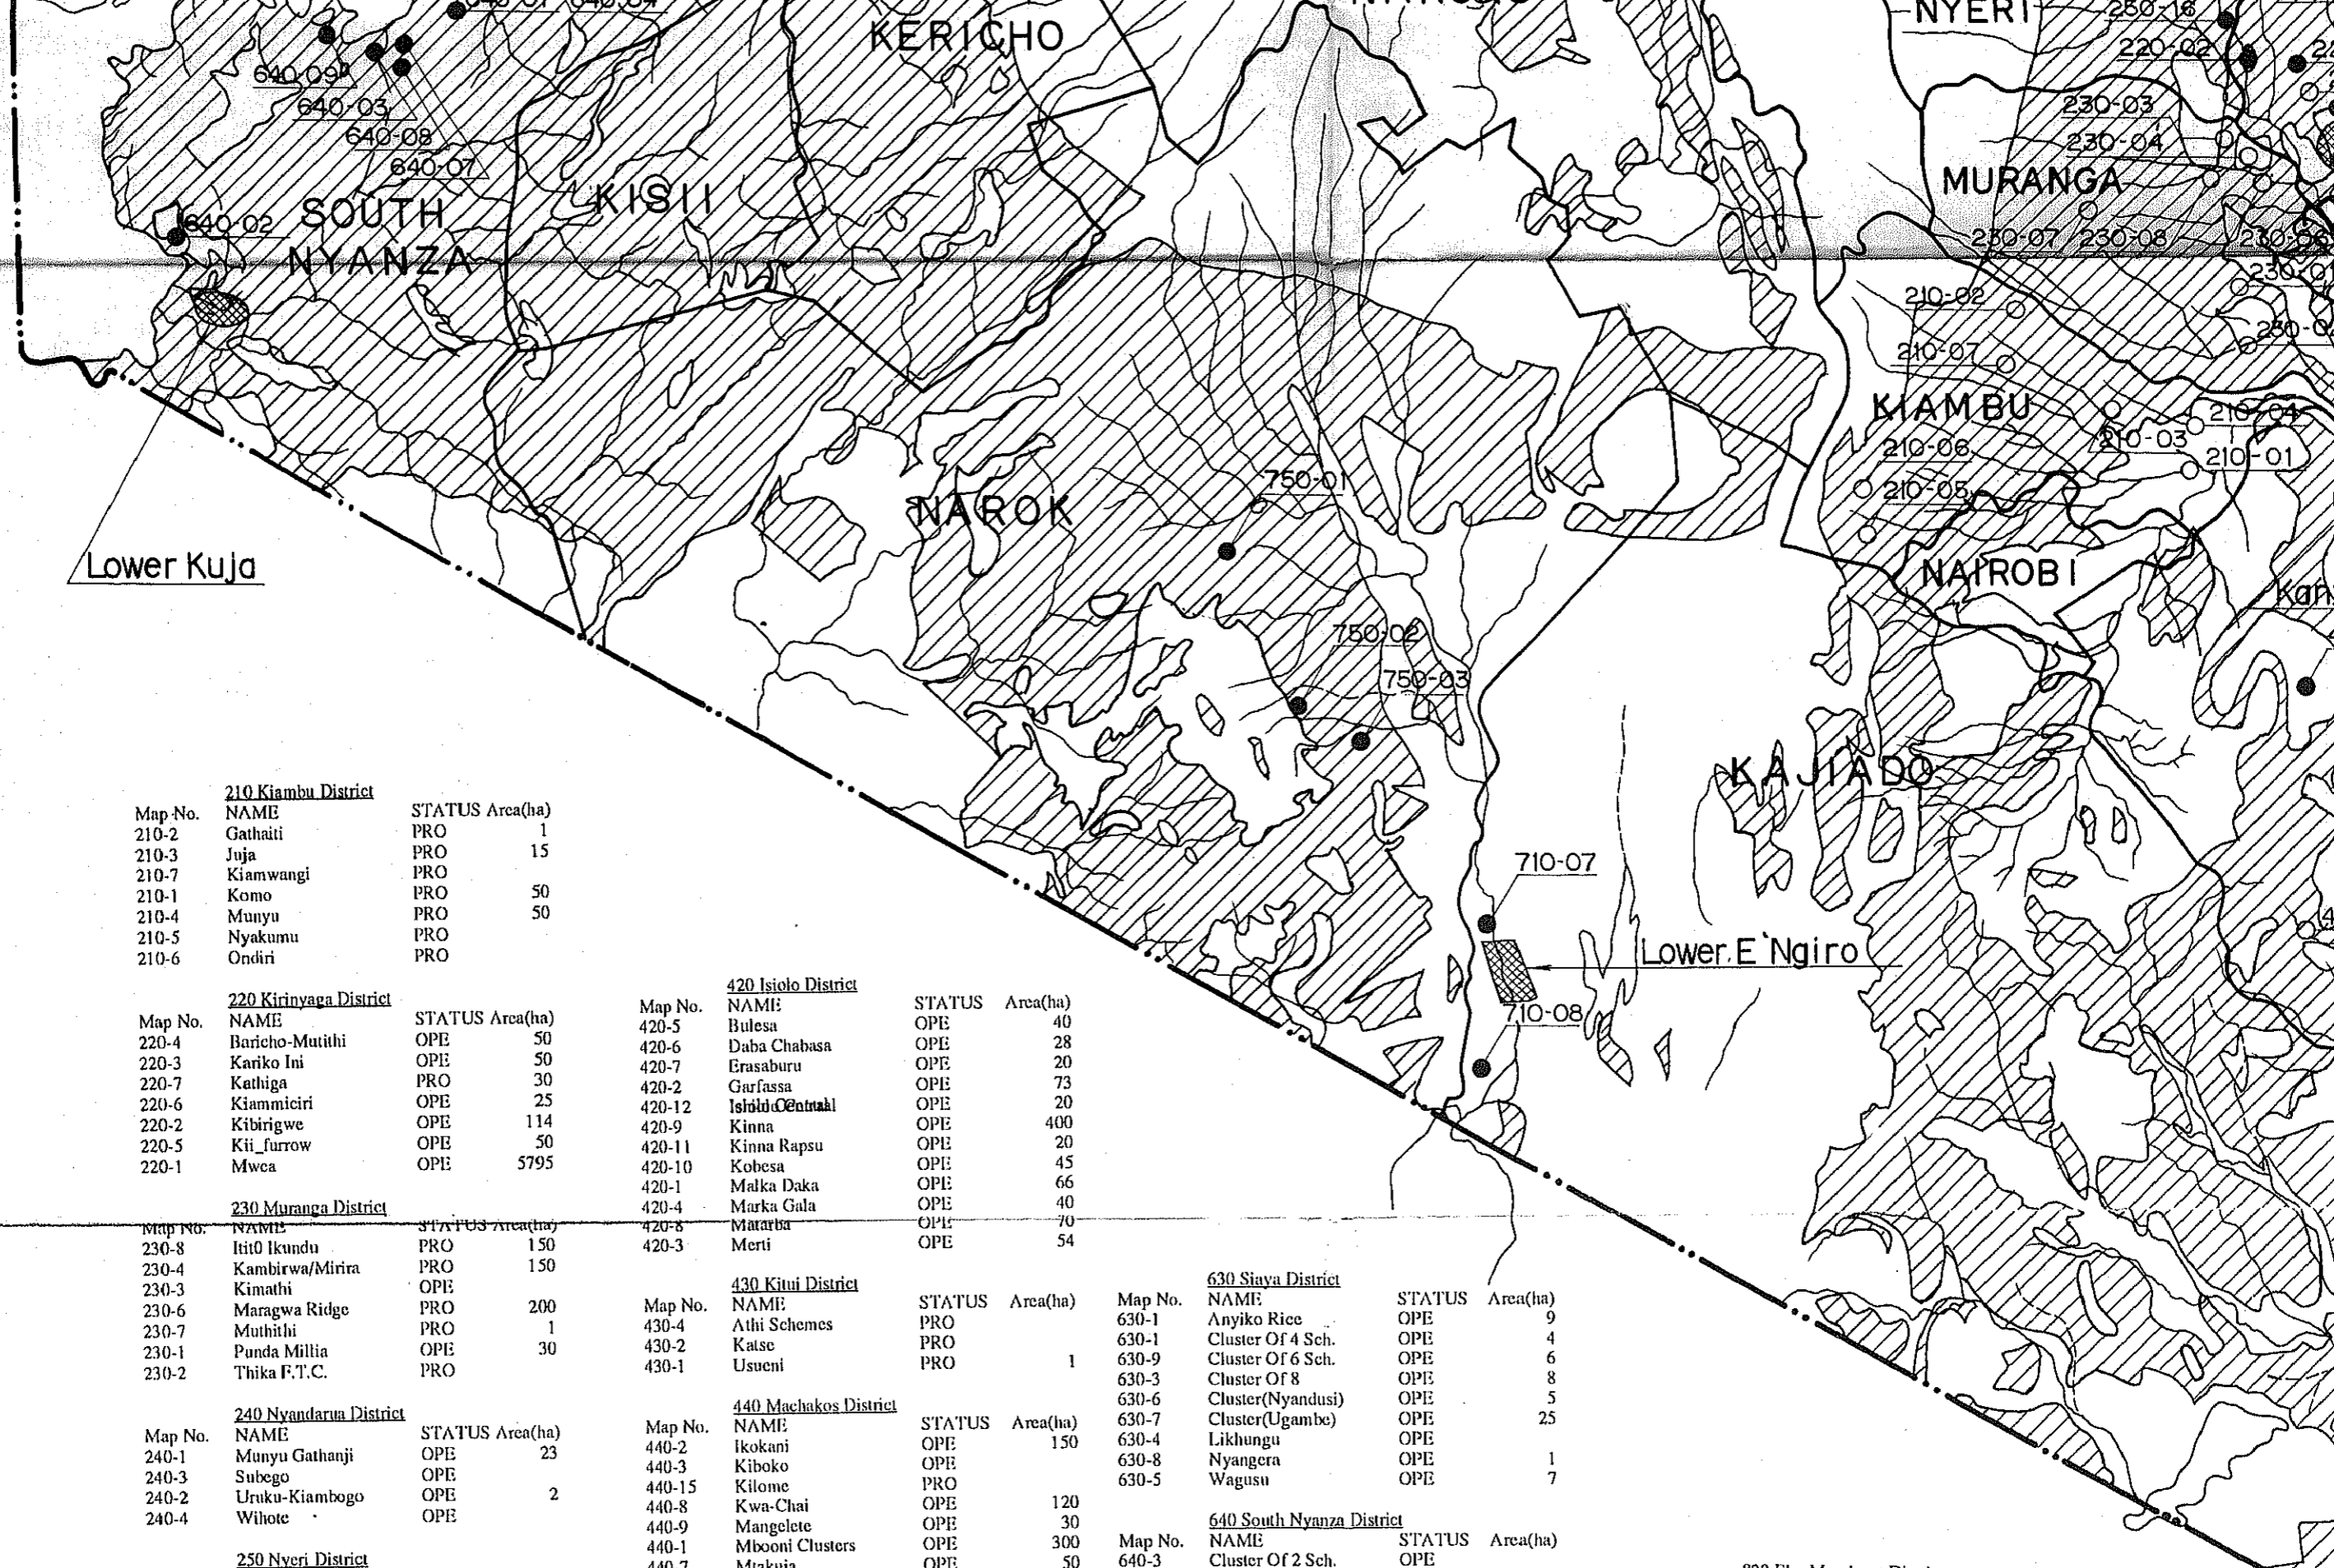 KERICHO
NYERI
220-02
640-09
640-03
640-08
640-07
230-03
230-04
MURANGA
640-02
SOUTH
NYANZA
KISII
230-07 230-08
210-02
210-07
KIAMBU
210-04
210-03
210-01
210-06
210-05
750-01
NAROK
Lower Kuja
NAIROBI
750-02
750-03
KAJIADO
710-07
Lower E'Ngiro
710-08
210 Kiambu District
Map No. NAME STATUS Area(ha)
210-2 Gathaiti PRO 1
210-3 Juja PRO 15
210-7 Kiamwangi PRO
210-1 Komo PRO 50
210-4 Munyu PRO 50
210-5 Nyakumu PRO
210-6 Ondiri PRO
220 Kirinyaga District
Map No. NAME STATUS Area(ha)
220-4 Baricho-Mutithi OPE 50
220-3 Kariko Ini OPE 50
220-7 Kathiga PRO 30
220-6 Kiammiciri OPE 25
220-2 Kibirigwe OPE 114
220-5 Kii_furrow OPE 50
220-1 Mwea OPE 5795
230 Muranga District
Map No. NAME STATUS Area(ha)
230-8 Itit0 Ikundu PRO 150
230-4 Kambirwa/Mirira PRO 150
230-3 Kimathi OPE
230-6 Maragwa Ridge PRO 200
230-7 Muthithi PRO 1
230-1 Punda Millia OPE 30
230-2 Thika F.T.C. PRO
240 Nyandarua District
Map No. NAME STATUS Area(ha)
240-1 Munyu Gathanji OPE 23
240-3 Subego OPE
240-2 Uruku-Kiambogo OPE 2
240-4 Wihote OPE
250 Nyeri District
420 Isiolo District
Map No. NAME STATUS Area(ha)
420-5 Bulesa OPE 40
420-6 Daba Chabasa OPE 28
420-7 Erasaburu OPE 20
420-2 Garfassa OPE 73
420-12 OPE 20
420-9 Kinna OPE 400
420-11 Kinna Rapsu OPE 20
420-10 Kobesa OPE 45
420-1 Malka Daka OPE 66
420-4 Marka Gala OPE 40
420-8 Matarba OPE 70
420-3 Merti OPE 54
430 Kitui District
Map No. NAME STATUS Area(ha)
430-4 Athi Schemes PRO
430-2 Katse PRO
430-1 Usueni PRO 1
440 Machakos District
Map No. NAME STATUS Area(ha)
440-2 Ikokani OPE 150
440-3 Kiboko OPE
440-15 Kilome PRO
440-8 Kwa-Chai OPE 120
440-9 Mangelete OPE 30
440-1 Mbooni Clusters OPE 300
440-7 OPE 50
630 Siaya District
Map No. NAME STATUS Area(ha)
630-1 Anyiko Rice OPE 9
630-1 Cluster Of 4 Sch. OPE 4
630-9 Cluster Of 6 Sch. OPE 6
630-3 Cluster Of 8 OPE 8
630-6 Cluster(Nyandusi) OPE 5
630-7 Cluster(Ugambe) OPE 25
630-4 Likhungu OPE
630-8 Nyangera OPE 1
630-5 Wagusu OPE 7
640 South Nyanza District
Map No. NAME STATUS Area(ha)
640-3 Cluster Of 2 Sch. OPE